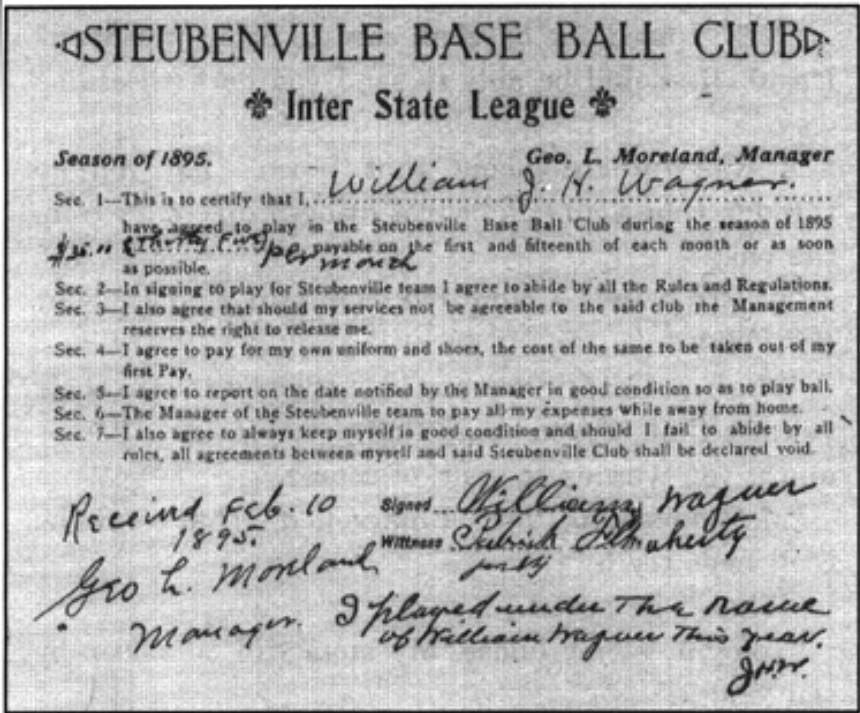 STEUBENVILLE BASE BALL CLUB
Inter State League
Season of 1895. Geo. L. Moreland, Manager
Sec. 1—This is to certify that I, William J. H. Wagner.
have agreed to play in the Steubenville Base Ball Club during the season of 1895
(Thirty Five) per month payable on the first and fifteenth of each month or as soon
as possible.
Sec. 2—In signing to play for Steubenville team I agree to abide by all the Rules and Regulations.
Sec. 3—I also agree that should my services not be agreeable to the said club the Management
reserves the right to release me.
Sec. 4—I agree to pay for my own uniform and shoes, the cost of the same to be taken out of my
first Pay.
Sec. 5—I agree to report on the date notified by the Manager in good condition so as to play ball.
Sec. 6—The Manager of the Steubenville team to pay all my expenses while away from home.
Sec. 7—I also agree to always keep myself in good condition and should I fail to abide by all
rules, all agreements between myself and said Steubenville Club shall be declared void.
Received Feb. 10
1895.
Geo L. Moreland
Manager.
Signed William Wagner
Wittness Patrick Flaherty
I played under the name
of William Wagner this year.
J.H.W.